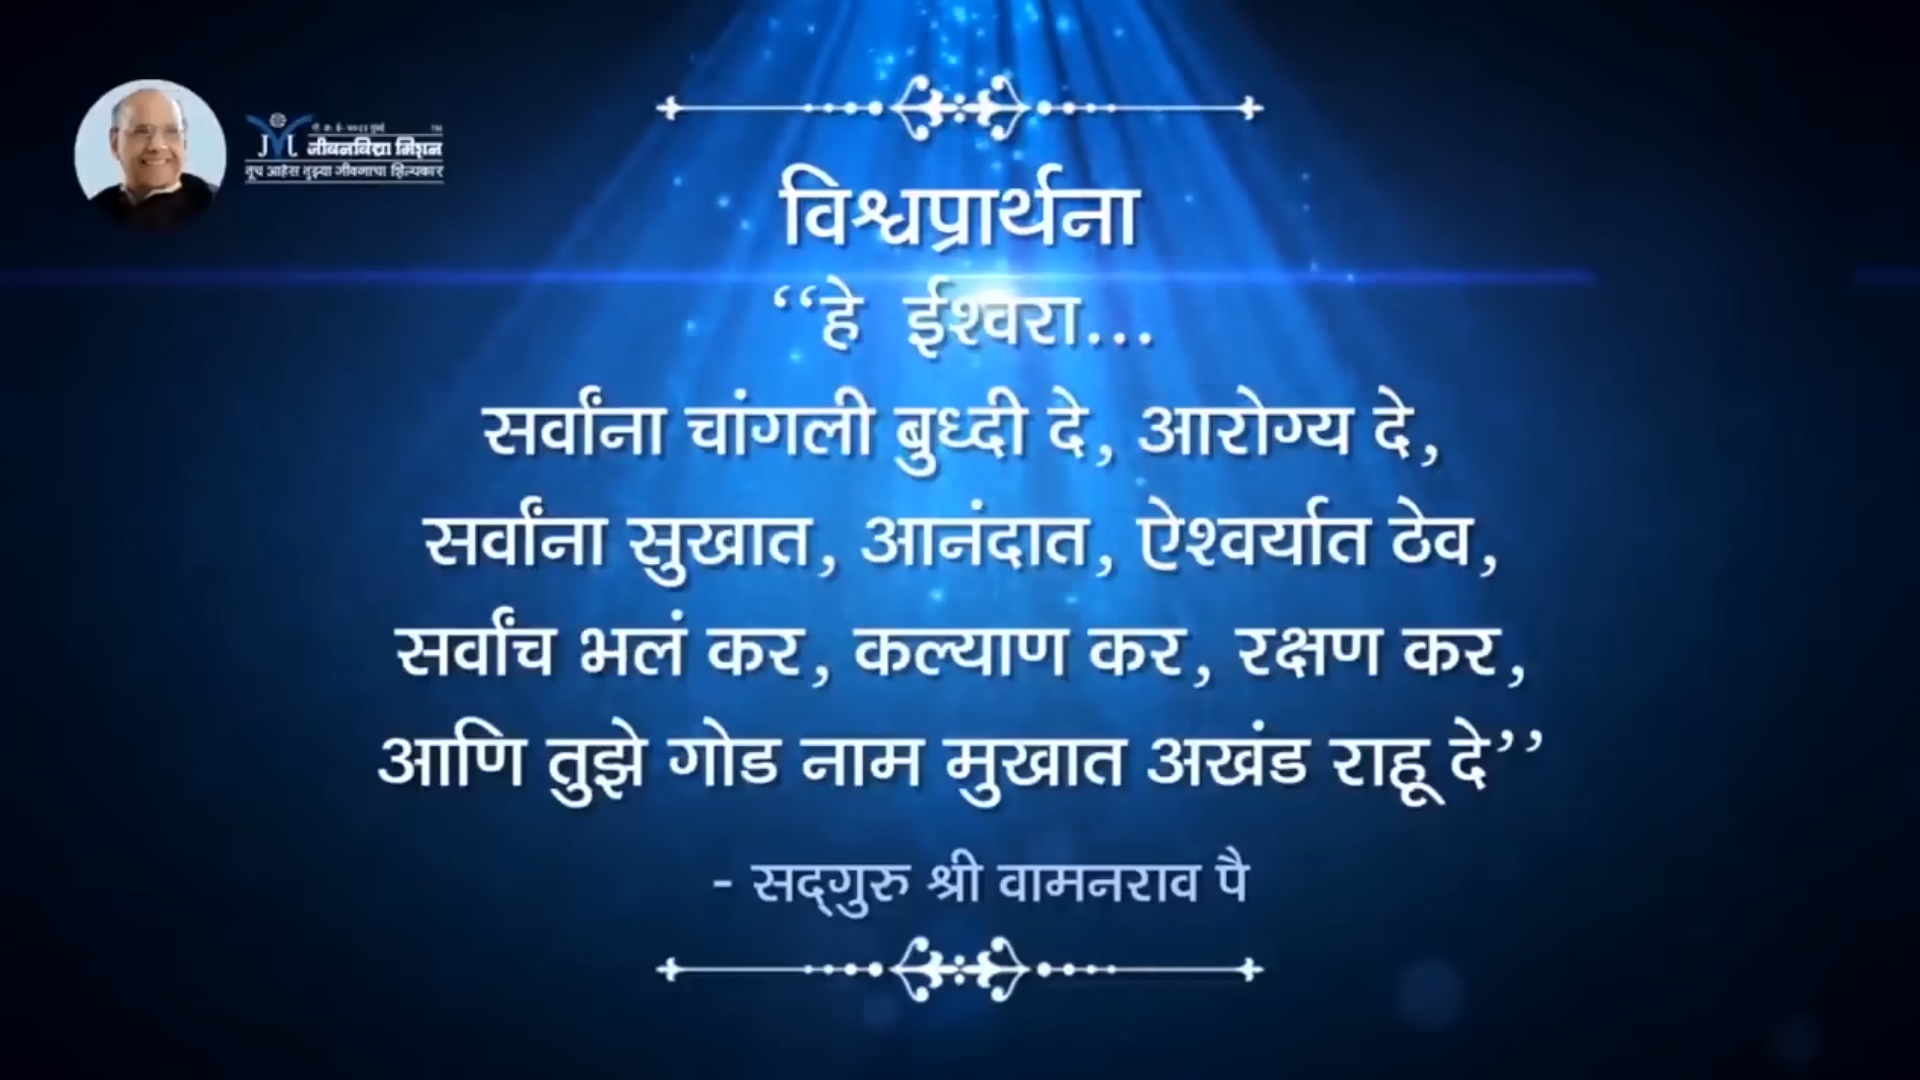 JVL
जीवनविद्या मिशन
तूच आहेस तुझ्या जीवनाचा शिल्पकार
विश्वप्रार्थना
‘‘हे ईश्वरा...
सर्वांना चांगली बुध्दी दे, आरोग्य दे,
सर्वांना सुखात, आनंदात, ऐश्वर्यात ठेव,
सर्वांच भलं कर, कल्याण कर, रक्षण कर,
आणि तुझे गोड नाम मुखात अखंड राहू दे’’
- सद्‌गुरु श्री वामनराव पै